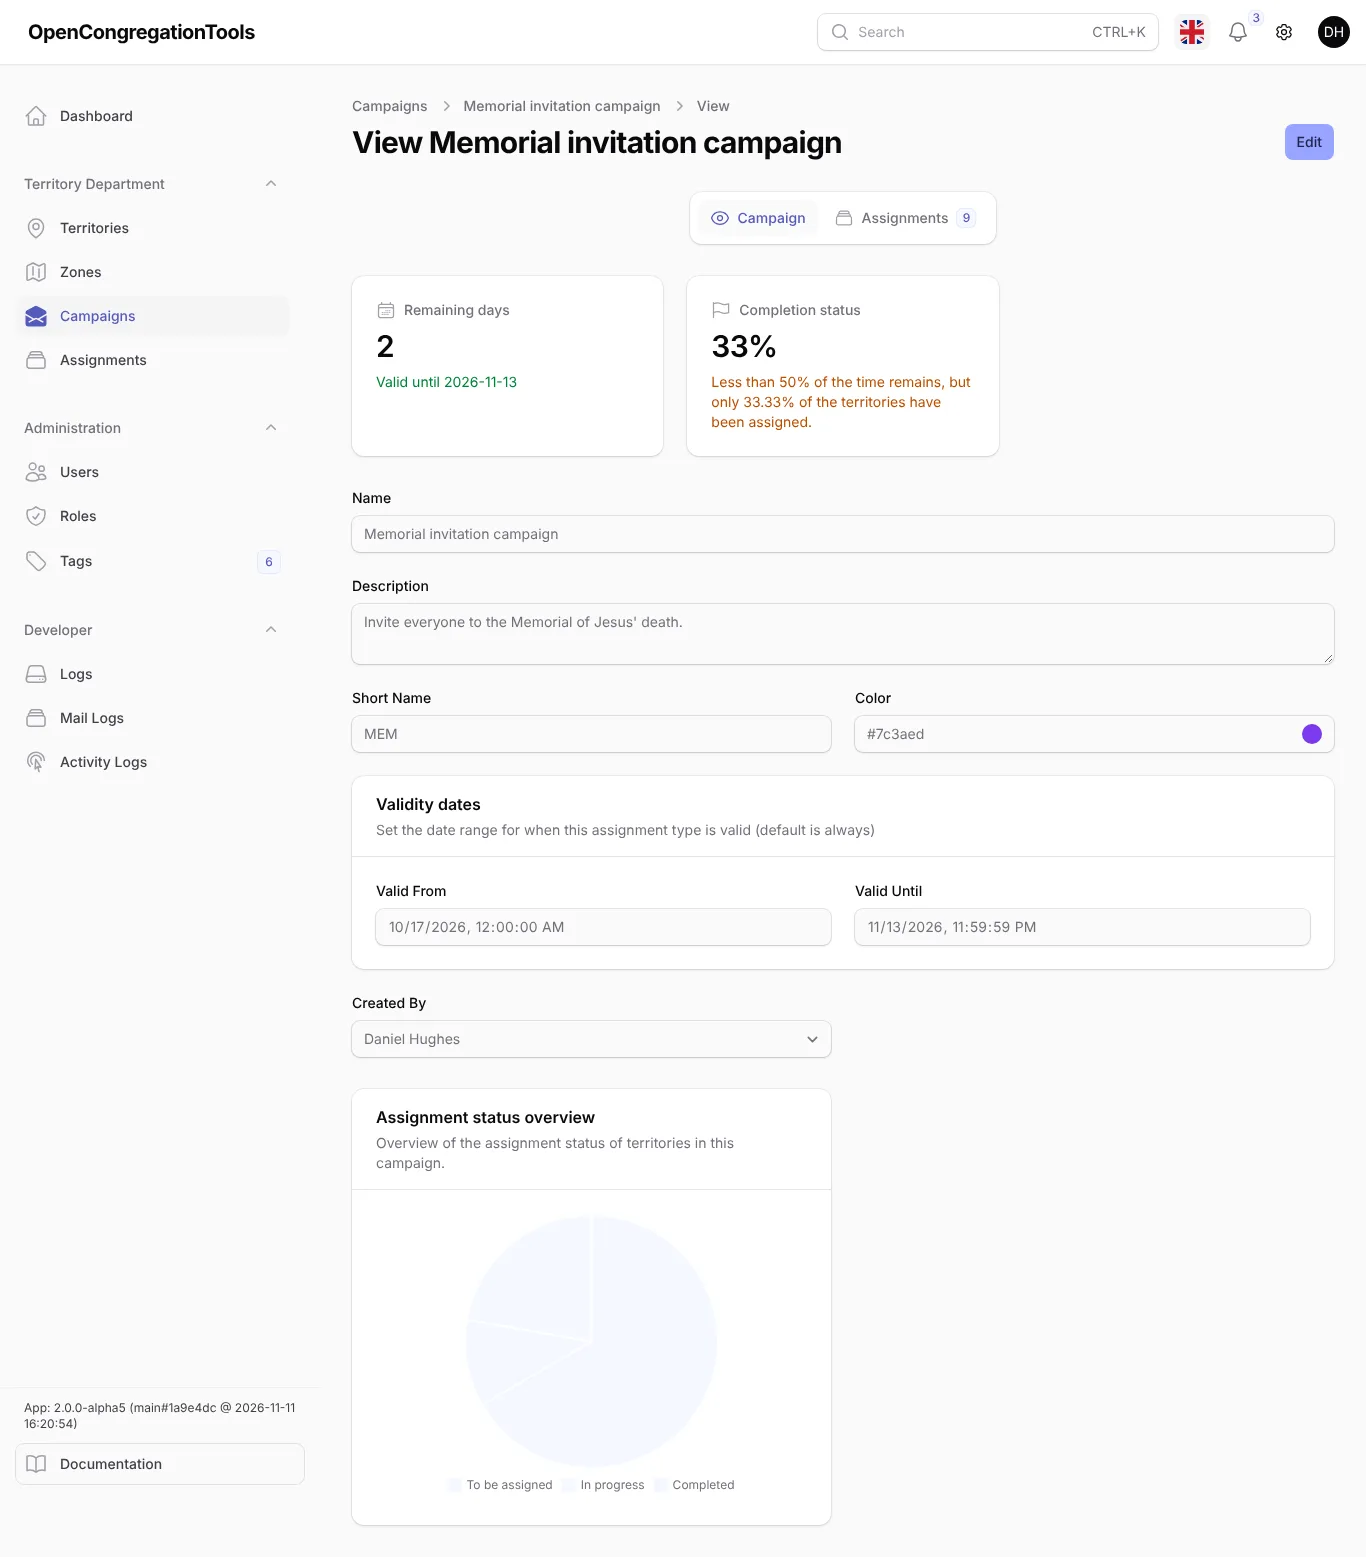 OpenCongregationTools
Search
CTRL+K
3
DH
Dashboard
Territory Department
Territories
Zones
Campaigns
Assignments
Administration
Users
Roles
Tags
6
Developer
Logs
Mail Logs
Activity Logs
App: 2.0.0-alpha5 (main#1a9e4dc @ 2026-11-11
16:20:54)
Documentation
Campaigns > Memorial invitation campaign > View
View Memorial invitation campaign
Edit
Campaign
Assignments 9
Remaining days
2
Valid until 2026-11-13
Completion status
33%
Less than 50% of the time remains, but
only 33.33% of the territories have
been assigned.
Name
Memorial invitation campaign
Description
Invite everyone to the Memorial of Jesus' death.
Short Name
MEM
Color
#7c3aed
Validity dates
Set the date range for when this assignment type is valid (default is always)
Valid From
10/17/2026, 12:00:00 AM
Valid Until
11/13/2026, 11:59:59 PM
Created By
Daniel Hughes
Assignment status overview
Overview of the assignment status of territories in this
campaign.
To be assigned
In progress
Completed